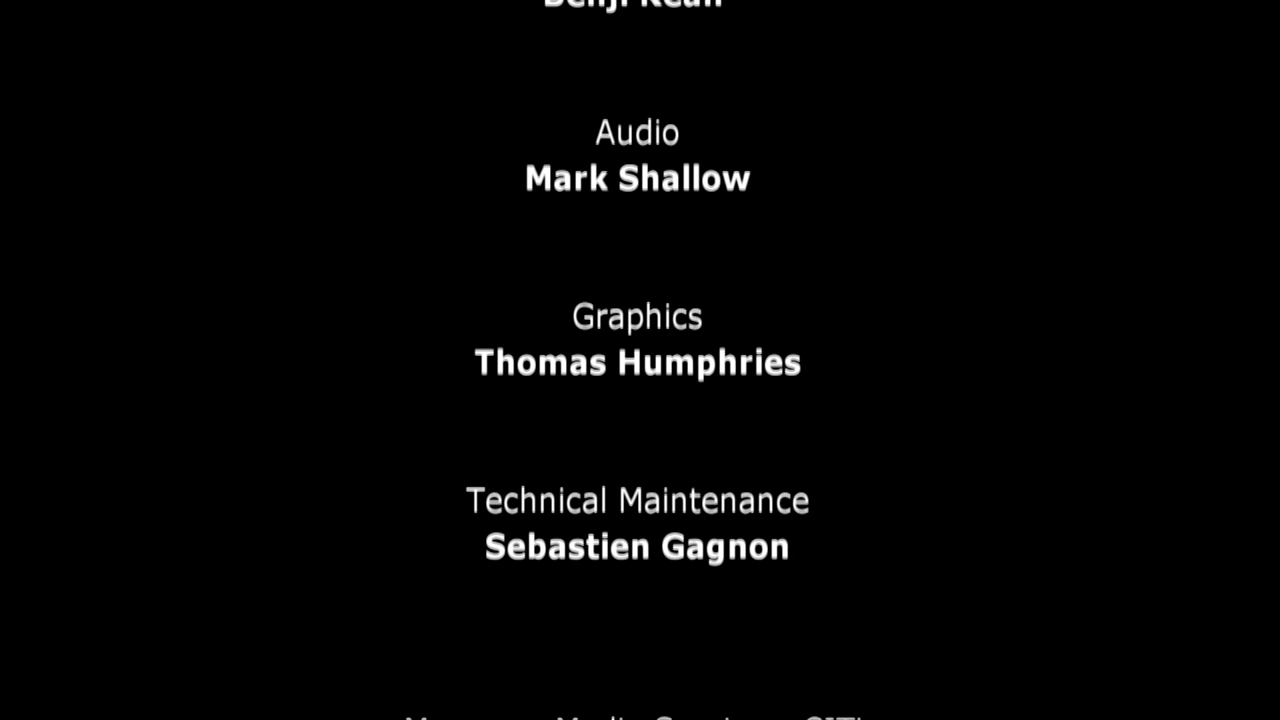 Audio
Mark Shallow
Graphics
Thomas Humphries
Technical Maintenance
Sebastien Gagnon